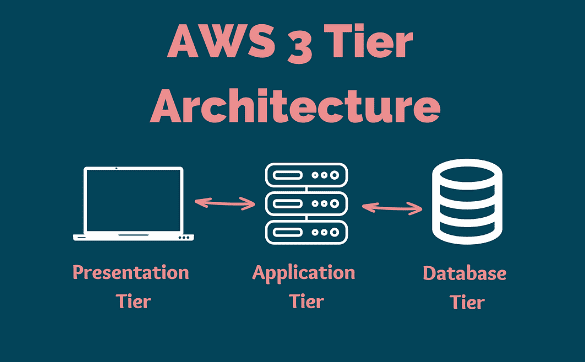 AWS 3 Tier
Architecture
Presentation
Tier
Application
Tier
Database
Tier